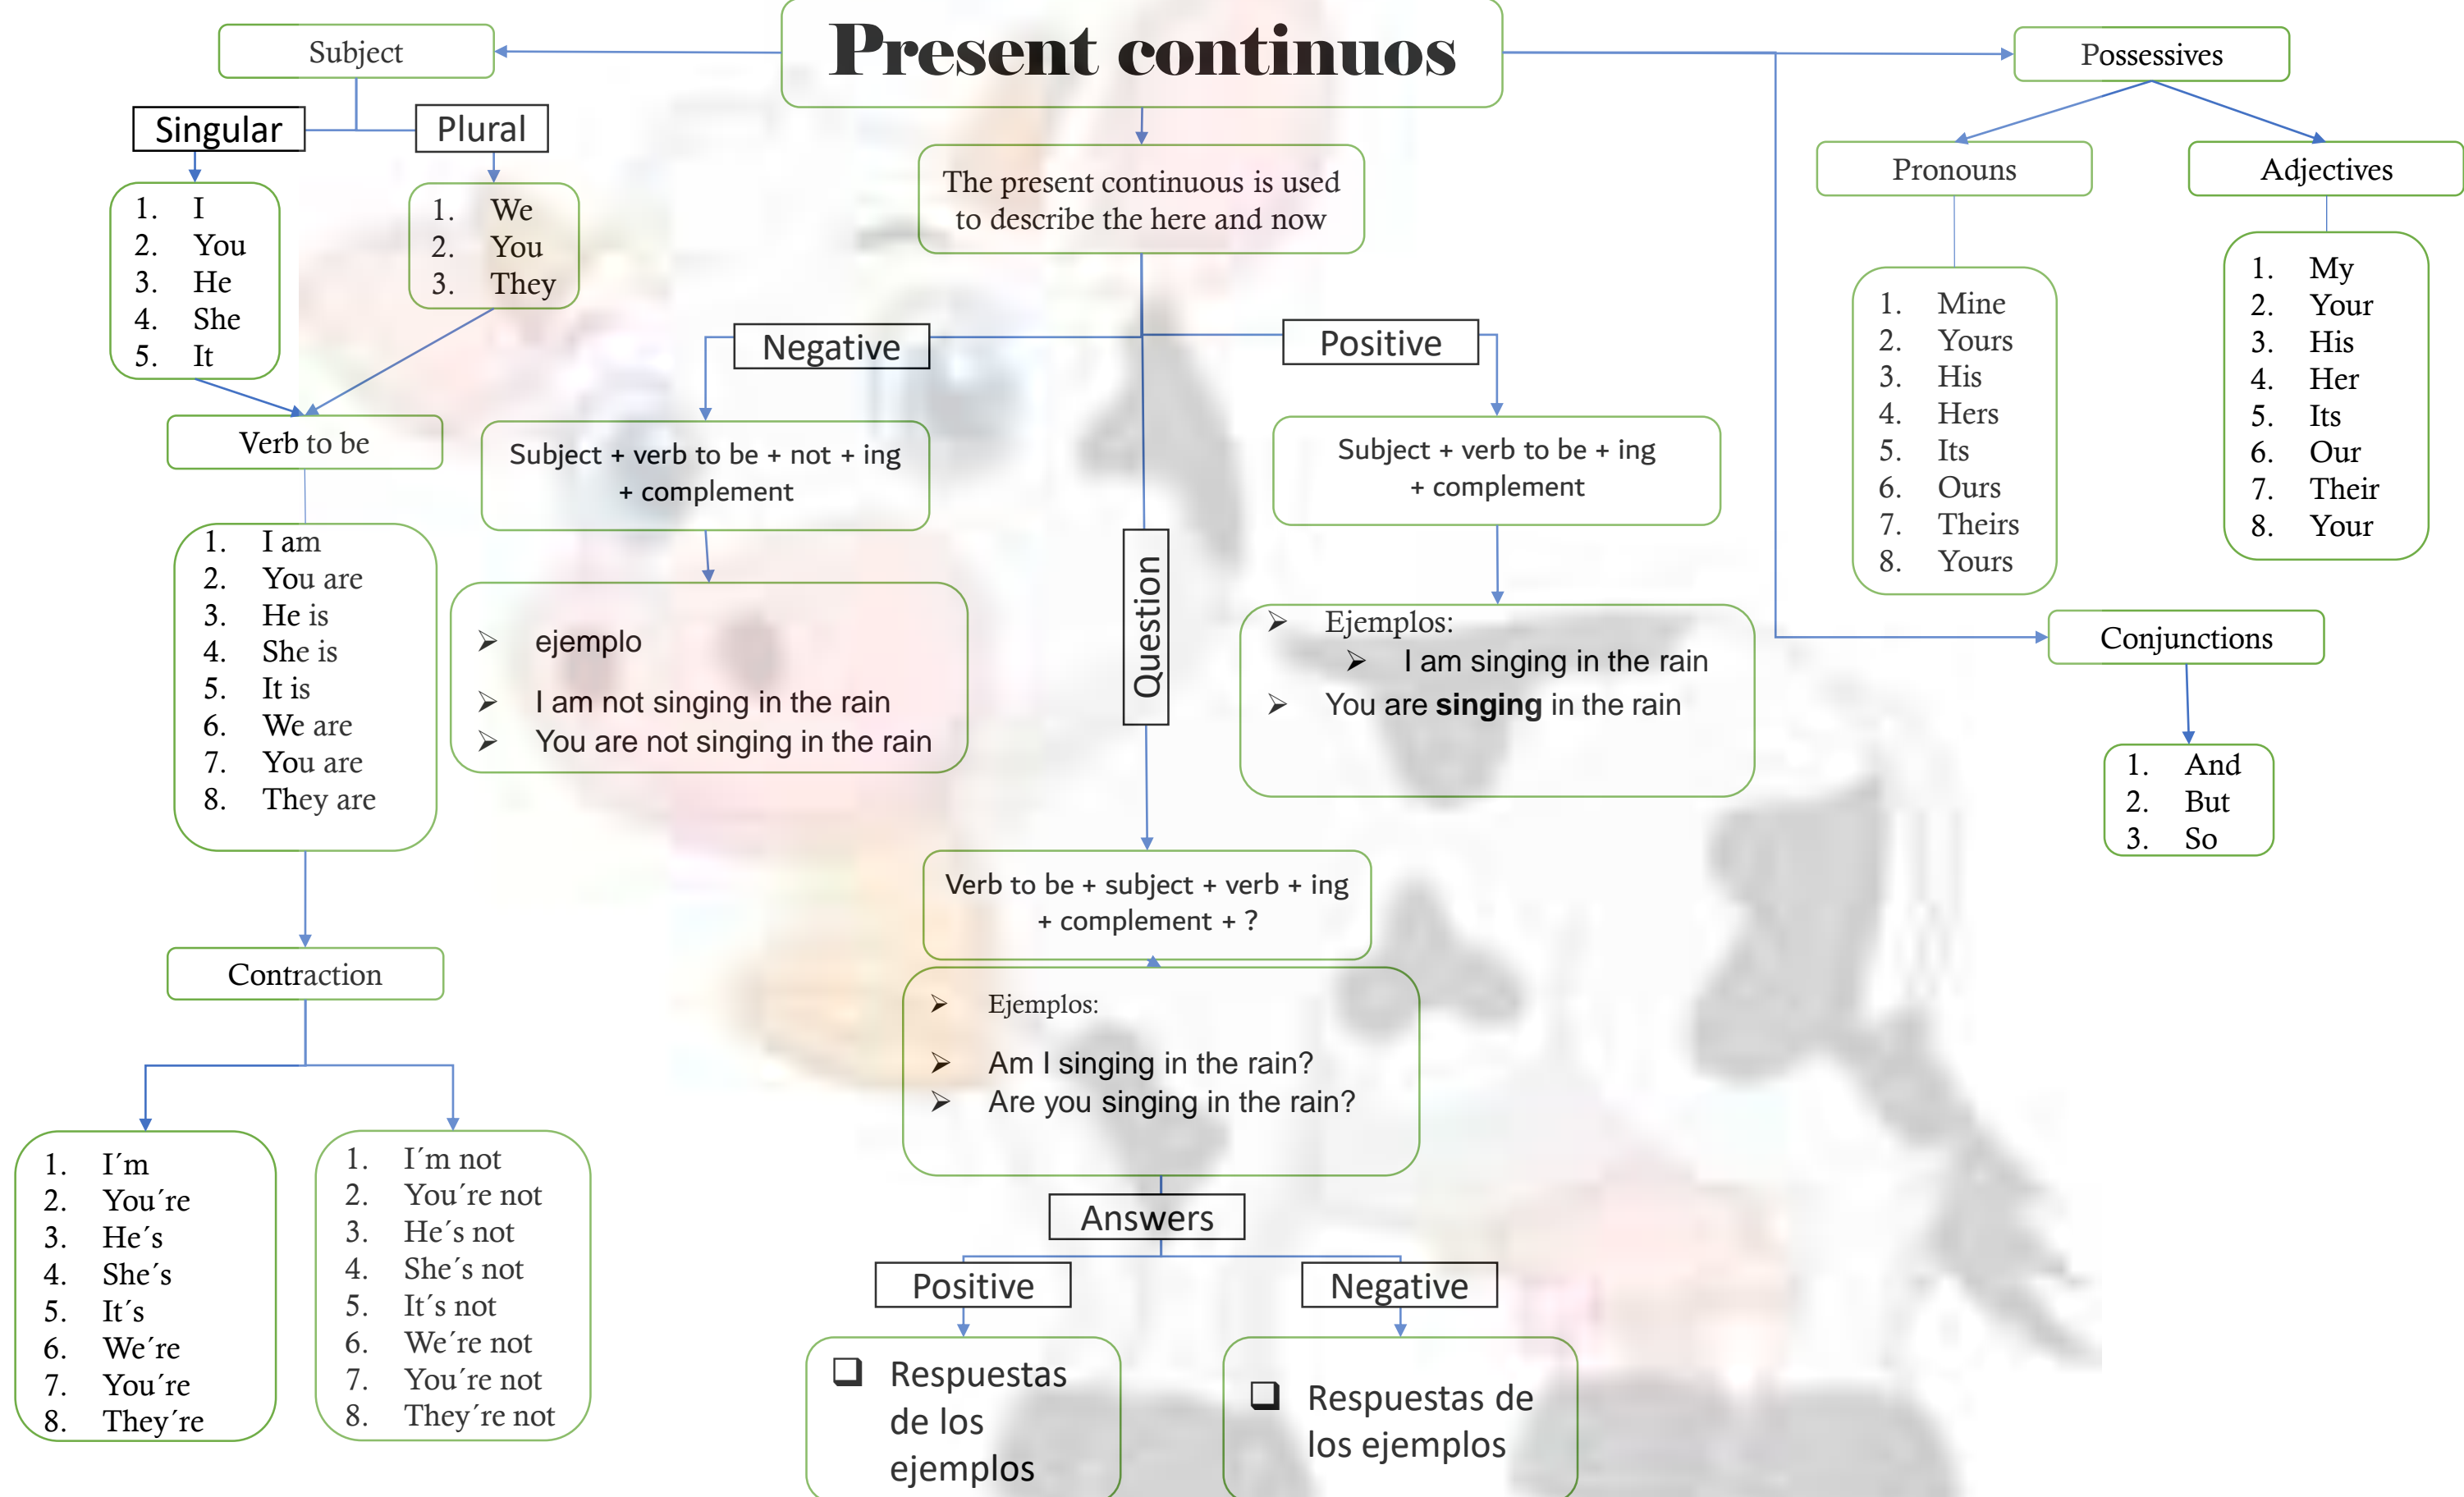 Present continuos
Subject
Singular
Plural
1. I
2. You
3. He
4. She
5. It
1. We
2. You
3. They
Verb to be
1. I am
2. You are
3. He is
4. She is
5. It is
6. We are
7. You are
8. They are
Contraction
1. I´m
2. You´re
3. He´s
4. She´s
5. It´s
6. We´re
7. You´re
8. They´re
1. I´m not
2. You´re not
3. He´s not
4. She´s not
5. It´s not
6. We´re not
7. You´re not
8. They´re not
The present continuous is used
to describe the here and now
Negative
Subject + verb to be + not + ing
+ complement
➢ ejemplo
➢ I am not singing in the rain
➢ You are not singing in the rain
Question
Verb to be + subject + verb + ing
+ complement + ?
➢ Ejemplos:
➢ Am I singing in the rain?
➢ Are you singing in the rain?
Answers
Positive
❑ Respuestas
de los
ejemplos
Negative
❑ Respuestas de
los ejemplos
Positive
Subject + verb to be + ing
+ complement
➢ Ejemplos:
➢ I am singing in the rain
➢ You are singing in the rain
Possessives
Pronouns
1. Mine
2. Yours
3. His
4. Hers
5. Its
6. Ours
7. Theirs
8. Yours
Adjectives
1. My
2. Your
3. His
4. Her
5. Its
6. Our
7. Their
8. Your
Conjunctions
1. And
2. But
3. So